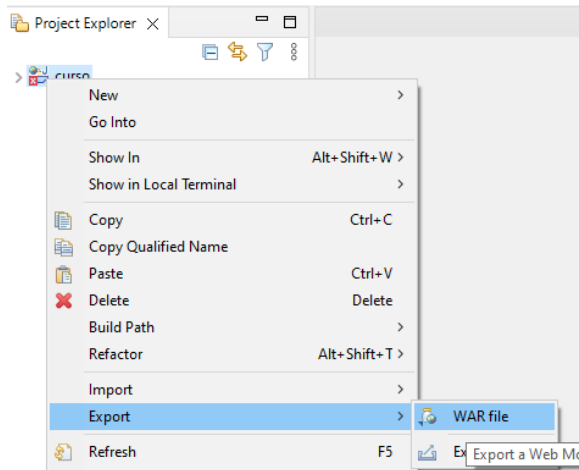 Project Explorer
curso
New
Go Into
Show In Alt+Shift+W
Show in Local Terminal
Copy Ctrl+C
Copy Qualified Name
Paste Ctrl+V
Delete Delete
Build Path
Refactor Alt+Shift+T
Import
Export
WAR file
Refresh F5
Export a Web